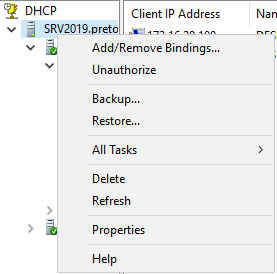 DHCP
Client IP Address
Na
SRV2019.preto
Add/Remove Bindings...
Unauthorize
Backup...
Restore...
All Tasks
Delete
Refresh
Properties
Help